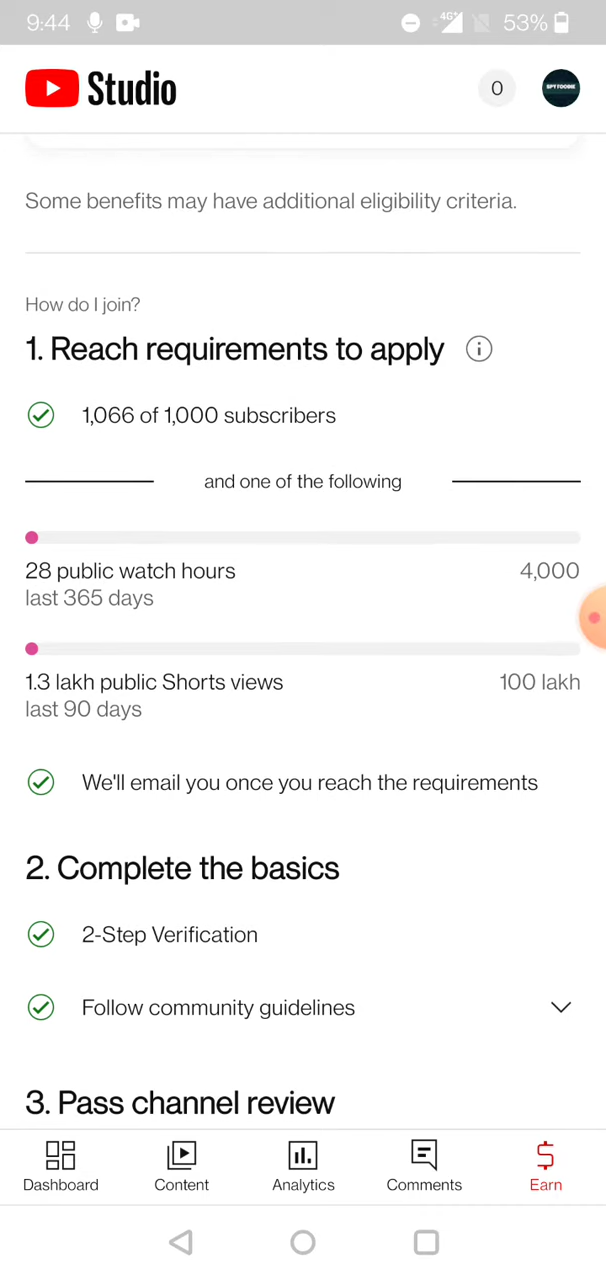 9:44 4G+ 53%
Studio 0 SPYTOONZ
Some benefits may have additional eligibility criteria.
How do I join?
1. Reach requirements to apply
1,066 of 1,000 subscribers
and one of the following
28 public watch hours 4,000
last 365 days
1.3 lakh public Shorts views 100 lakh
last 90 days
We'll email you once you reach the requirements
2. Complete the basics
2-Step Verification
Follow community guidelines
3. Pass channel review
Dashboard Content Analytics Comments Earn